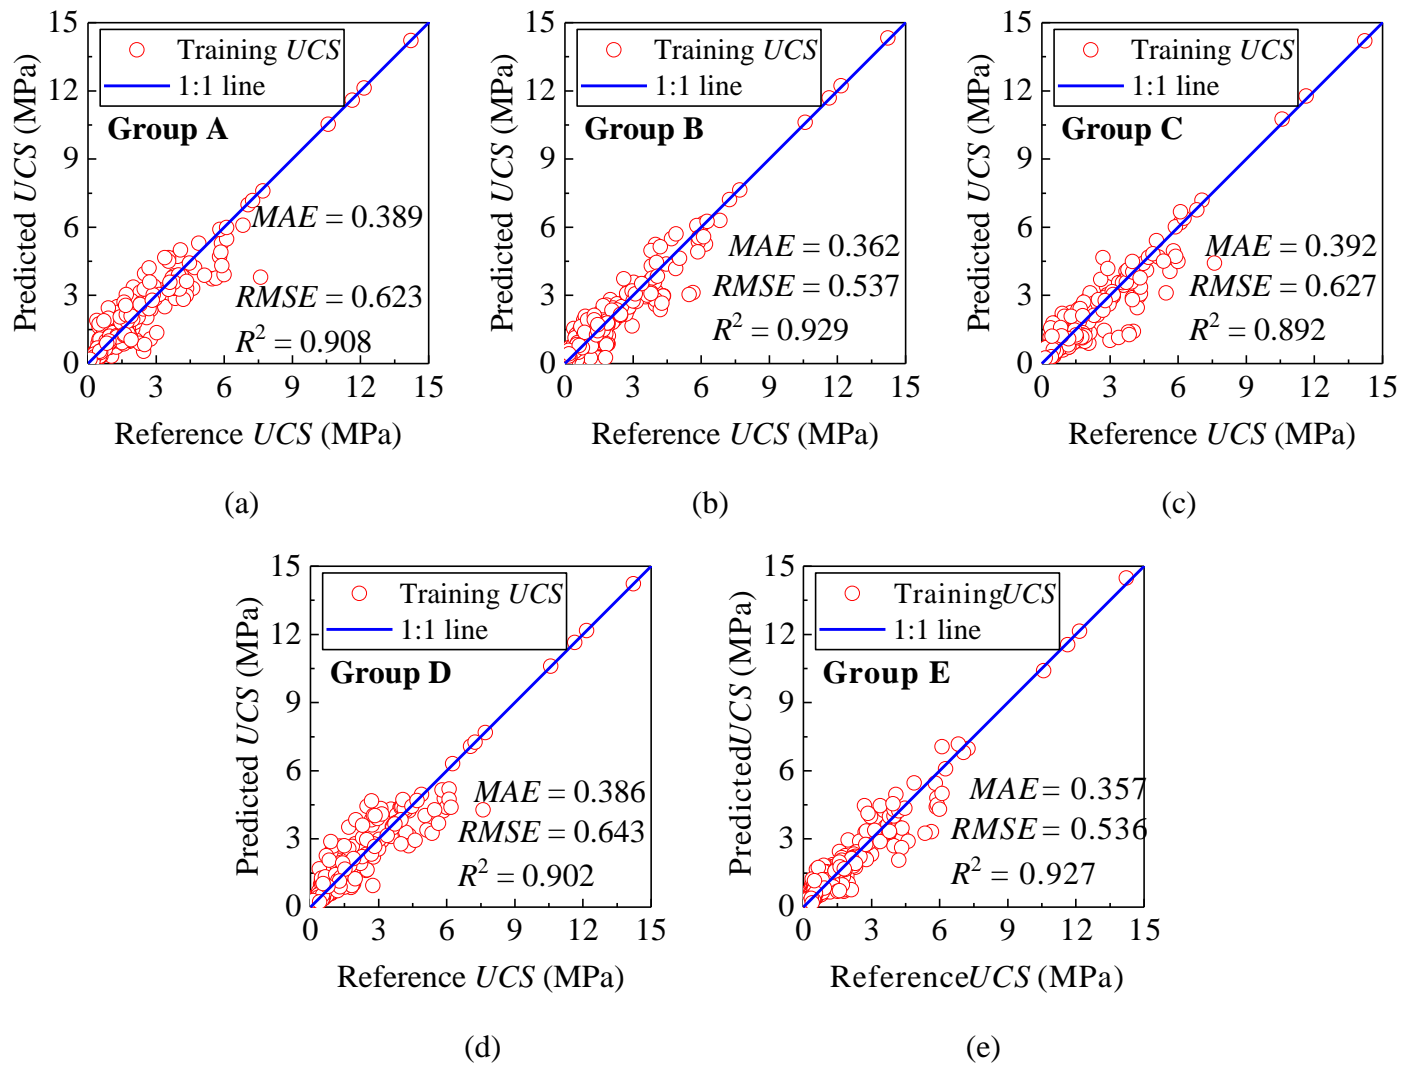 Training UCS
1:1 line
Group A
MAE = 0.389
RMSE = 0.623
R² = 0.908
Predicted UCS (MPa)
15
12
9
6
3
0
0 3 6 9 12 15
Reference UCS (MPa)
(a)
Training UCS
1:1 line
Group B
MAE = 0.362
RMSE = 0.537
R² = 0.929
Predicted UCS (MPa)
15
12
9
6
3
0
0 3 6 9 12 15
Reference UCS (MPa)
(b)
Training UCS
1:1 line
Group C
MAE = 0.392
RMSE = 0.627
R² = 0.892
Predicted UCS (MPa)
15
12
9
6
3
0
0 3 6 9 12 15
Reference UCS (MPa)
(c)
Training UCS
1:1 line
Group D
MAE = 0.386
RMSE = 0.643
R² = 0.902
Predicted UCS (MPa)
15
12
9
6
3
0
0 3 6 9 12 15
Reference UCS (MPa)
(d)
TrainingUCS
1:1 line
Group E
MAE = 0.357
RMSE = 0.536
R² = 0.927
PredictedUCS (MPa)
15
12
9
6
3
0
0 3 6 9 12 15
ReferenceUCS (MPa)
(e)